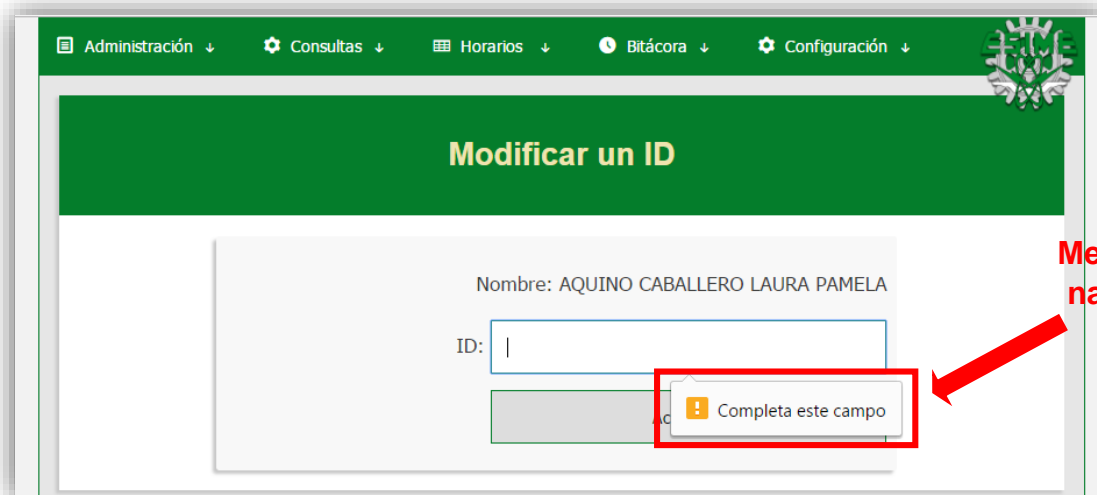 Administración ↓ Consultas ↓ Horarios ↓ Bitácora ↓ Configuración ↓
Modificar un ID
Nombre: AQUINO CABALLERO LAURA PAMELA
ID:
Completa este campo